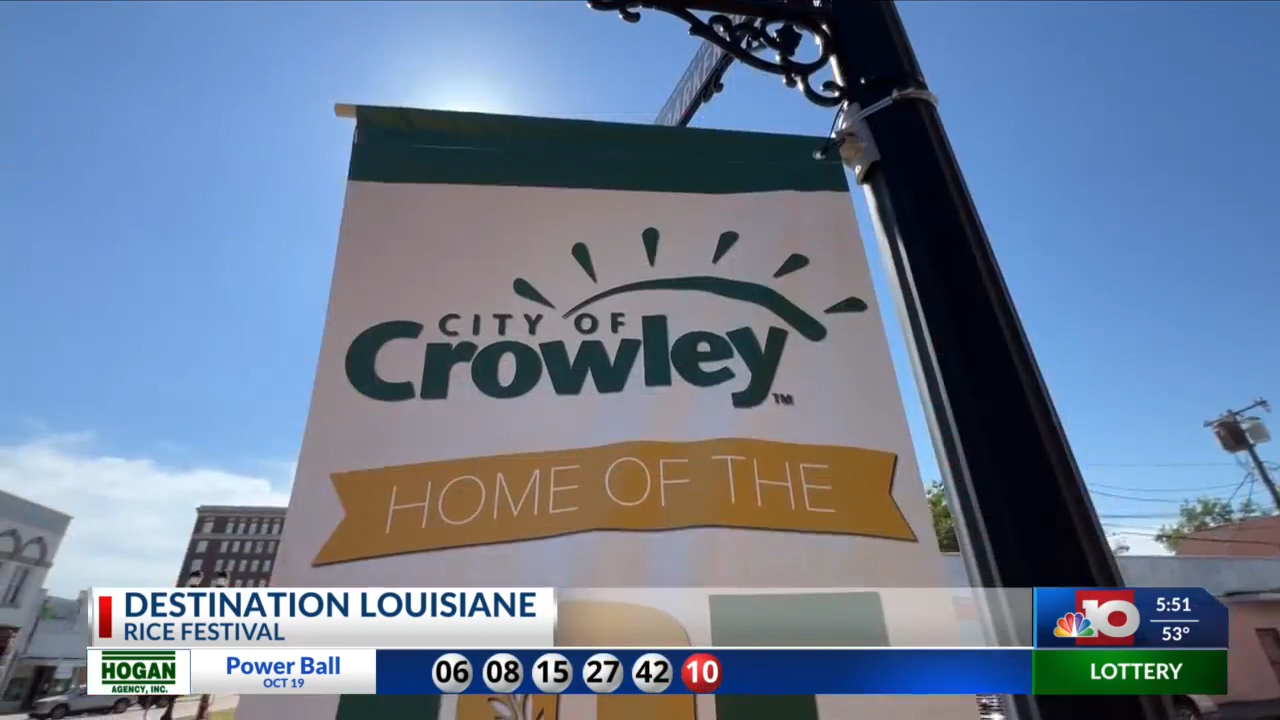 CITY OF
Crowley
TM
HOME OF THE
DESTINATION LOUISIANE
RICE FESTIVAL
10
5:51
53°
HOGAN
AGENCY, INC.
Power Ball
OCT 19
06 08 15 27 42 10
LOTTERY